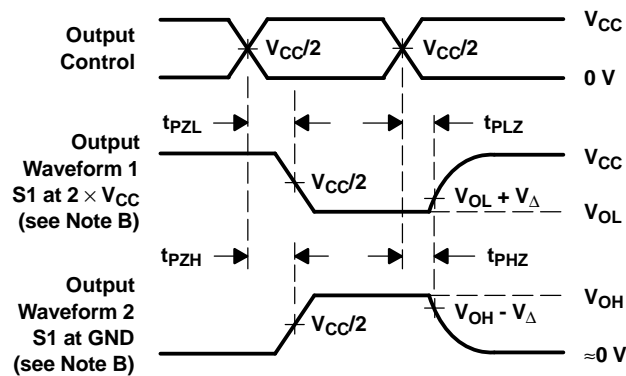 Output
Control
V_CC/2
V_CC/2
V_CC
0 V
t_PZL
t_PLZ
Output
Waveform 1
S1 at 2 × V_CC
(see Note B)
V_CC/2
V_OL + V_Δ
V_CC
V_OL
t_PZH
t_PHZ
Output
Waveform 2
S1 at GND
(see Note B)
V_CC/2
V_OH - V_Δ
V_OH
≈0 V